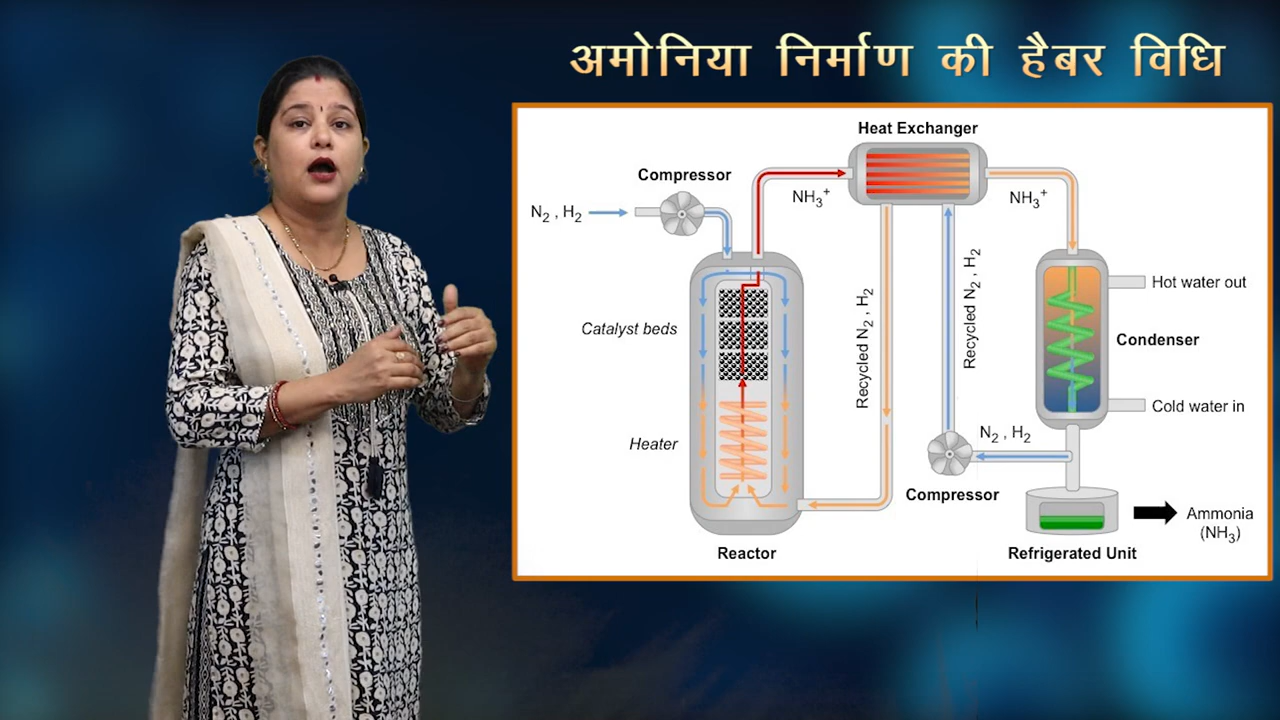 अमोनिया निर्माण की हैबर विधि
Heat Exchanger
Compressor
N₂ , H₂
NH₃⁺
NH₃⁺
Hot water out
Catalyst beds
Recycled N₂ , H₂
Recycled N₂ , H₂
Condenser
Cold water in
Heater
N₂ , H₂
Compressor
Ammonia
(NH₃)
Reactor
Refrigerated Unit